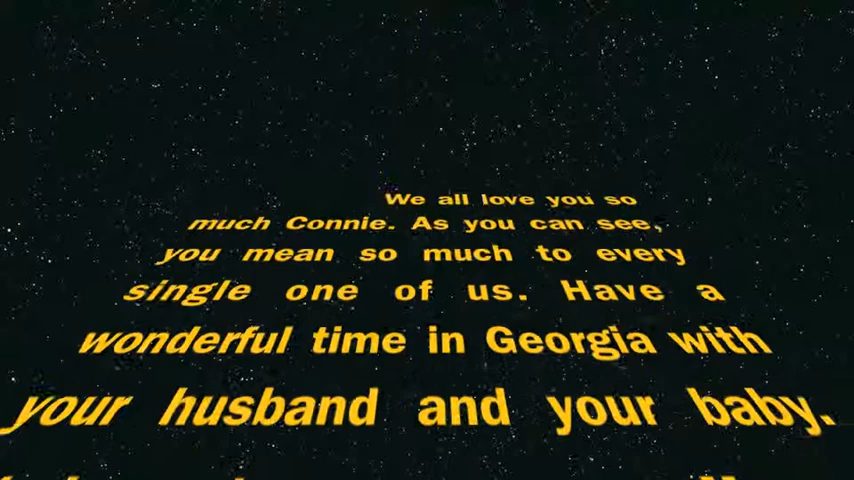 We all love you so
much Connie. As you can see,
you mean so much to every
single one of us. Have a
wonderful time in Georgia with
your husband and your baby.